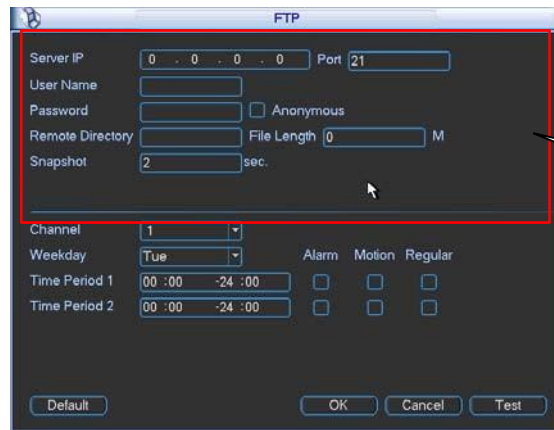 FTP
Server IP 0 . 0 . 0 . 0 Port 21
User Name
Password Anonymous
Remote Directory File Length 0 M
Snapshot 2 sec.
Channel 1
Weekday Tue Alarm Motion Regular
Time Period 1 00 :00 -24 :00
Time Period 2 00 :00 -24 :00
Default OK Cancel Test